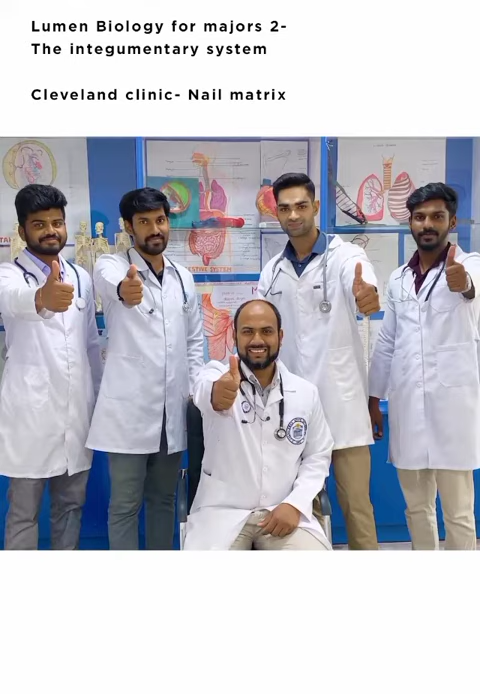 Lumen Biology for majors 2-
The integumentary system
Cleveland clinic- Nail matrix